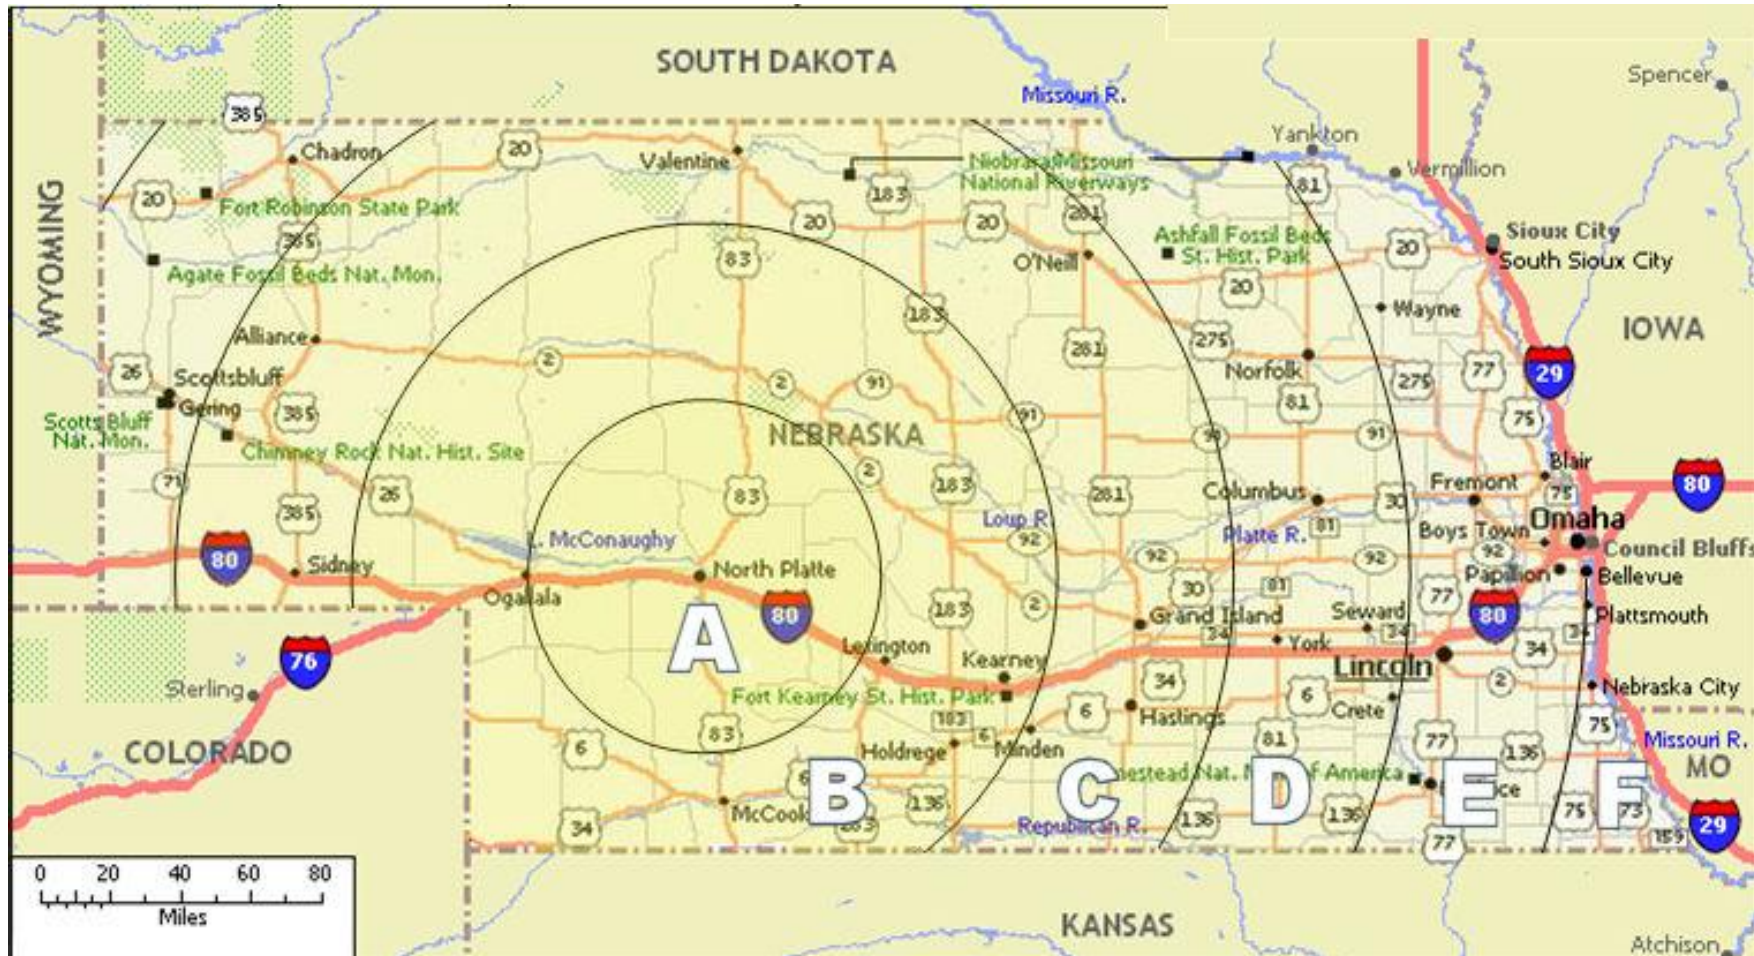 SOUTH DAKOTA
Missouri R.
Spencer
385
Chadron
20
Valentine
Niobrara/Missouri
National Riverways
Yankton
Vermillion
81
183
20
Fort Robinson State Park
385
20
20
281
Ashfall Fossil Beds
St. Hist. Park
20
Sioux City
South Sioux City
WYOMING
Agate Fossil Beds Nat. Mon.
83
O'Neill
20
Wayne
IOWA
183
Alliance
2
281
275
Norfolk
275
77
29
26
Scottsbluff
Gering
385
2
91
91
81
75
Scotts Bluff
Nat. Mon.
Chimney Rock Nat. Hist. Site
NEBRASKA
91
91
Blair
71
26
83
2
183
281
Columbus
30
Fremont
75
80
385
Loup R.
81
Platte R.
Boys Town
Omaha
80
L. McConaughy
92
92
92
92
Council Bluffs
Sidney
North Platte
Papillion
Bellevue
Ogallala
80
183
2
30
81
77
80
Plattsmouth
76
A
Lexington
Grand Island
Seward
34
34
34
York
Lincoln
34
Kearney
Sterling
Fort Kearney St. Hist. Park
34
6
2
Nebraska City
6
Hastings
Crete
75
COLORADO
6
83
183
6
Holdrege
Minden
81
77
136
Missouri R.
MO
6
B
C
D
E
F
McCook
34
136
Republican R.
136
136
75
73
29
77
159
0 20 40 60 80
Miles
KANSAS
Atchison